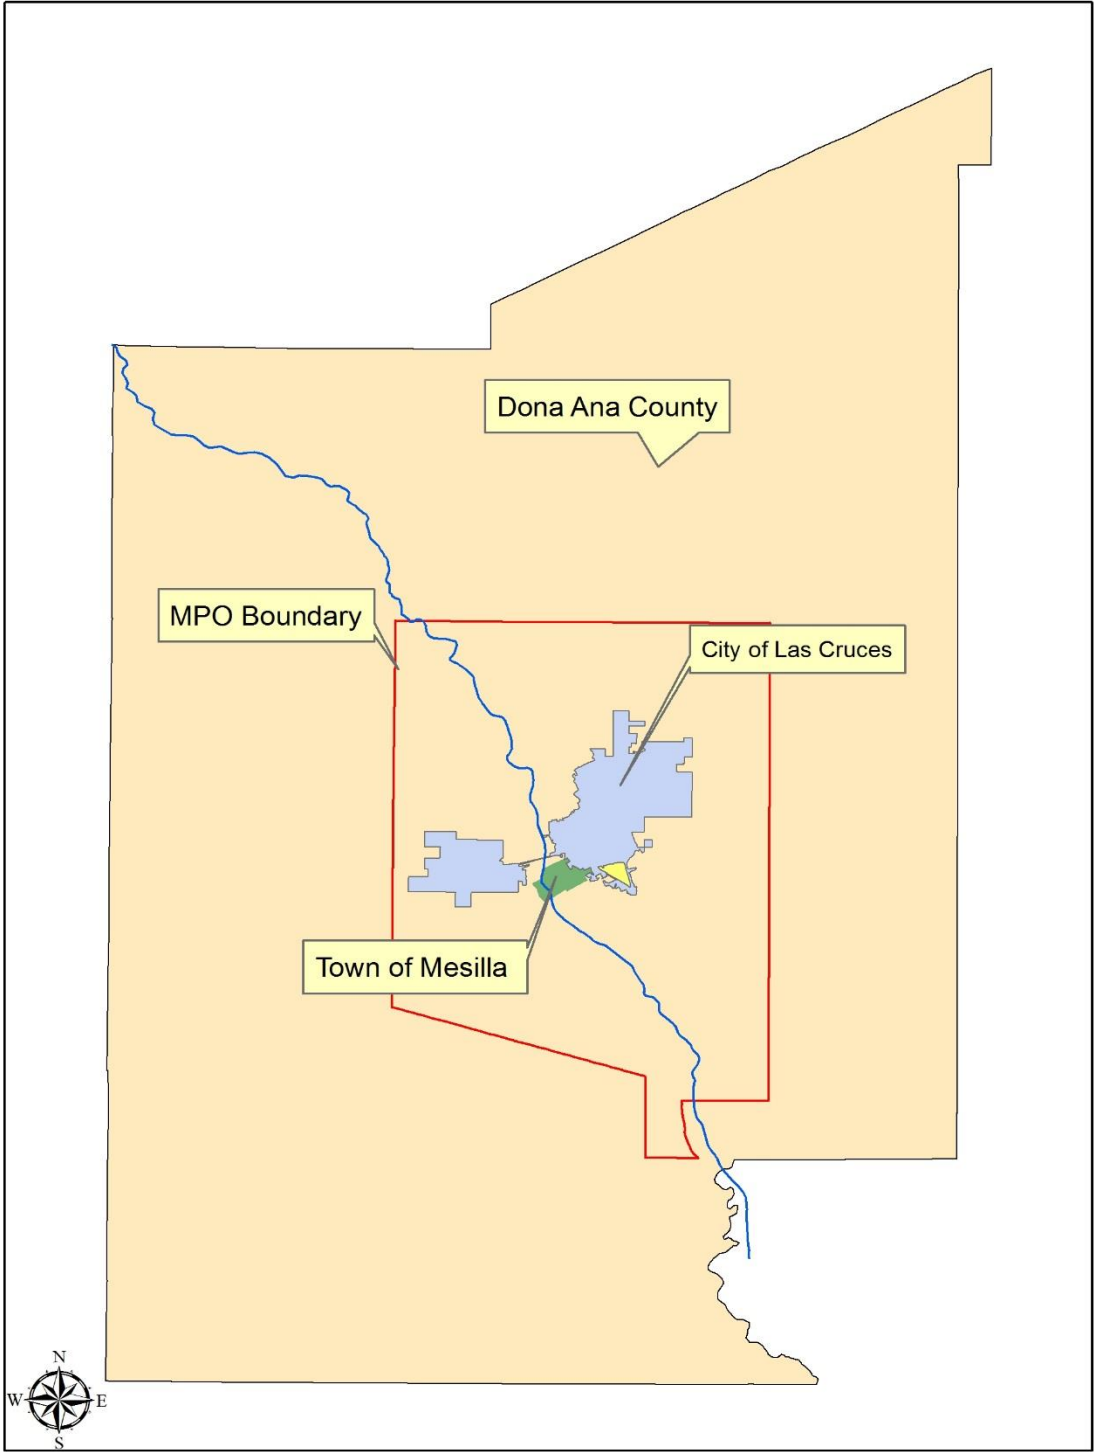 Dona Ana County
MPO Boundary
City of Las Cruces
Town of Mesilla
N
W E
S